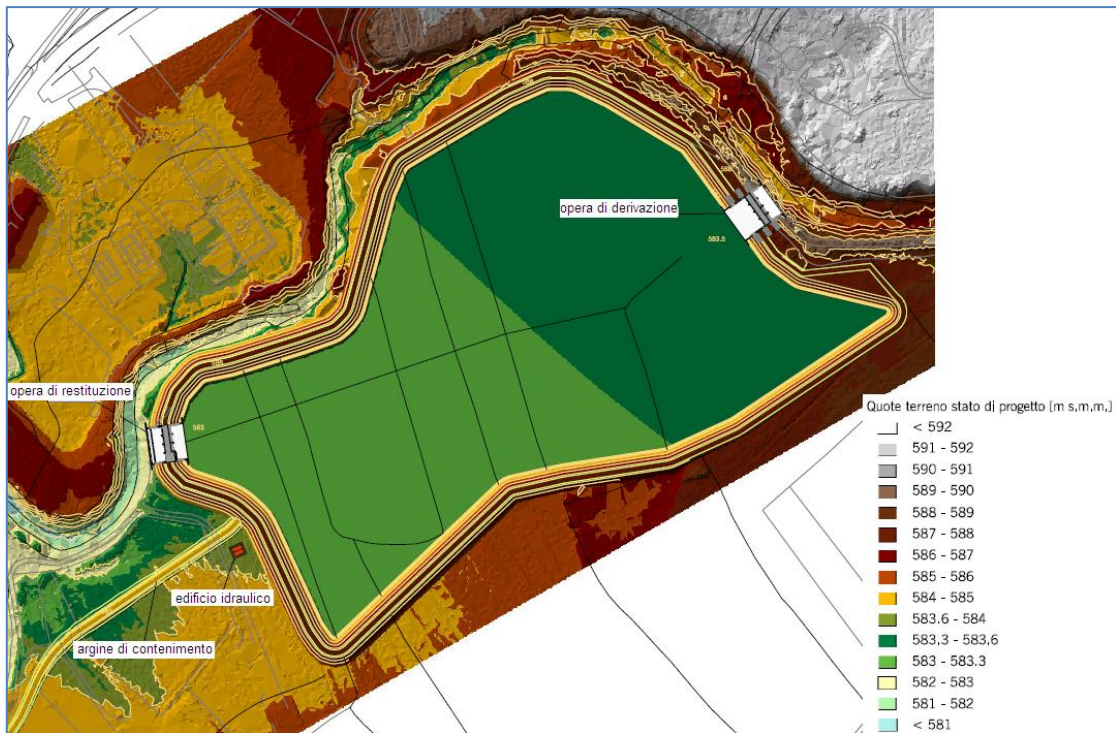 opera di derivazione
583.5
opera di restituzione
583
edificio idraulico
argine di contenimento
Quote terreno stato di progetto [m s,m,m,]
< 592
591 - 592
590 - 591
589 - 590
588 - 589
587 - 588
586 - 587
585 - 586
584 - 585
583.6 - 584
583,3 - 583,6
583 - 583.3
582 - 583
581 - 582
< 581